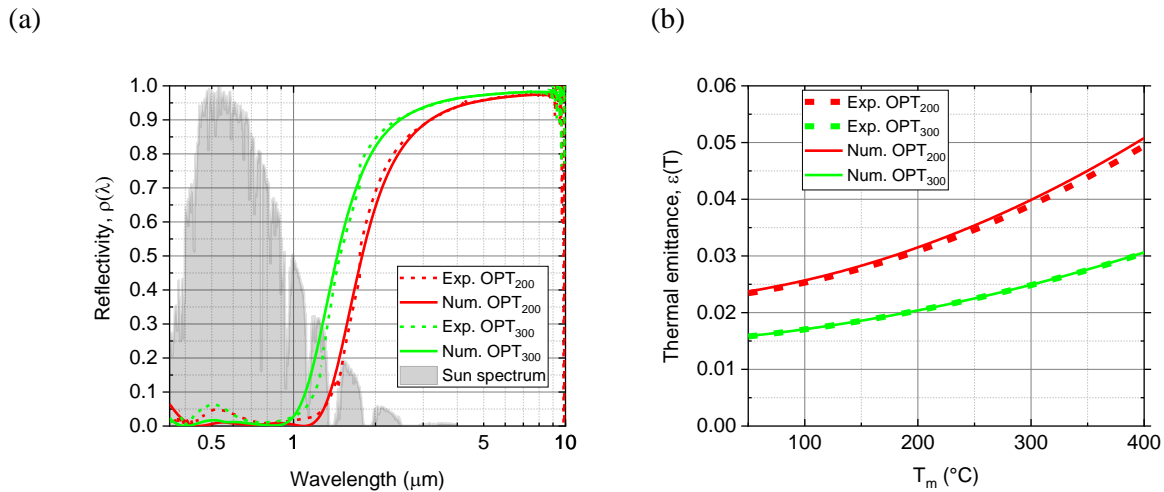 (a)
(b)
1.0
0.9
0.8
0.7
0.6
0.5
0.4
0.3
0.2
0.1
0.0
Reflectivity, ρ(λ)
Exp. OPT200
Num. OPT200
Exp. OPT300
Num. OPT300
Sun spectrum
0.5 1 5 10
Wavelength (μm)
0.06
0.05
0.04
0.03
0.02
0.01
0.00
Thermal emittance, ε(T)
Exp. OPT200
Exp. OPT300
Num. OPT200
Num. OPT300
100 200 300 400
Tm (°C)